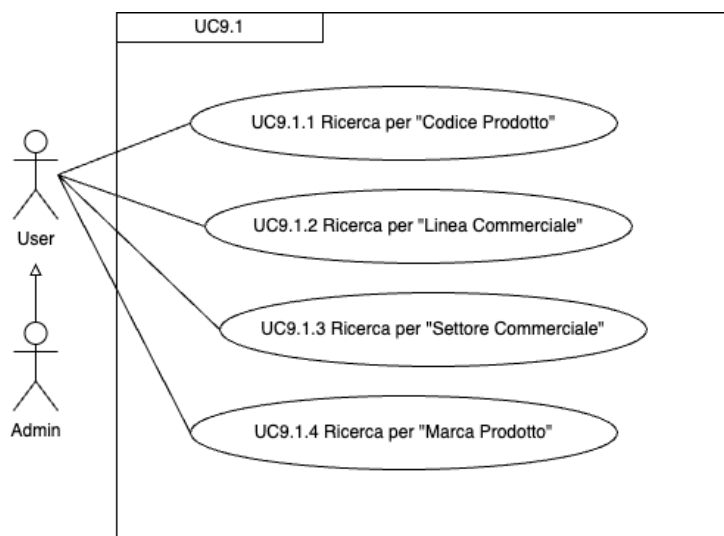 UC9.1
UC9.1.1 Ricerca per "Codice Prodotto"
User
UC9.1.2 Ricerca per "Linea Commerciale"
UC9.1.3 Ricerca per "Settore Commerciale"
Admin
UC9.1.4 Ricerca per "Marca Prodotto"